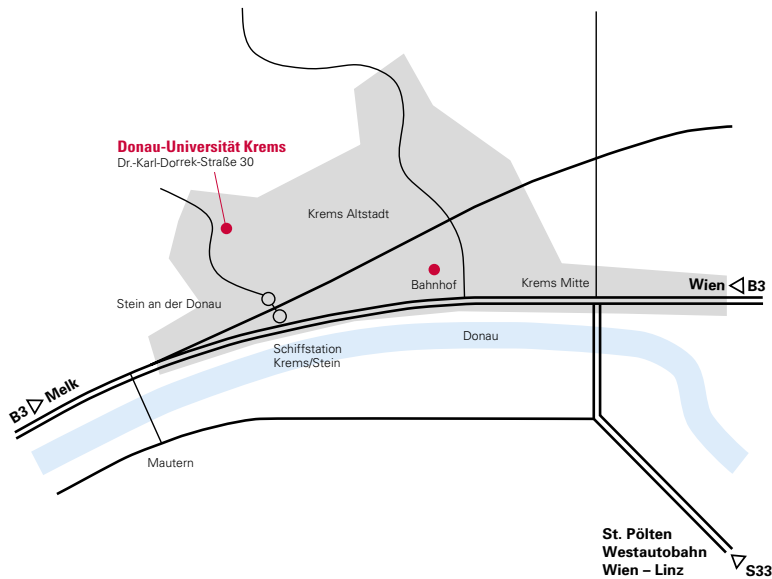 Donau-Universität Krems
Dr.-Karl-Dorrek-Straße 30
Krems Altstadt
Bahnhof
Krems Mitte
Wien B3
Stein an der Donau
Schiffstation
Krems/Stein
Donau
B3 Melk
Mautern
St. Pölten
Westautobahn
Wien – Linz
S33